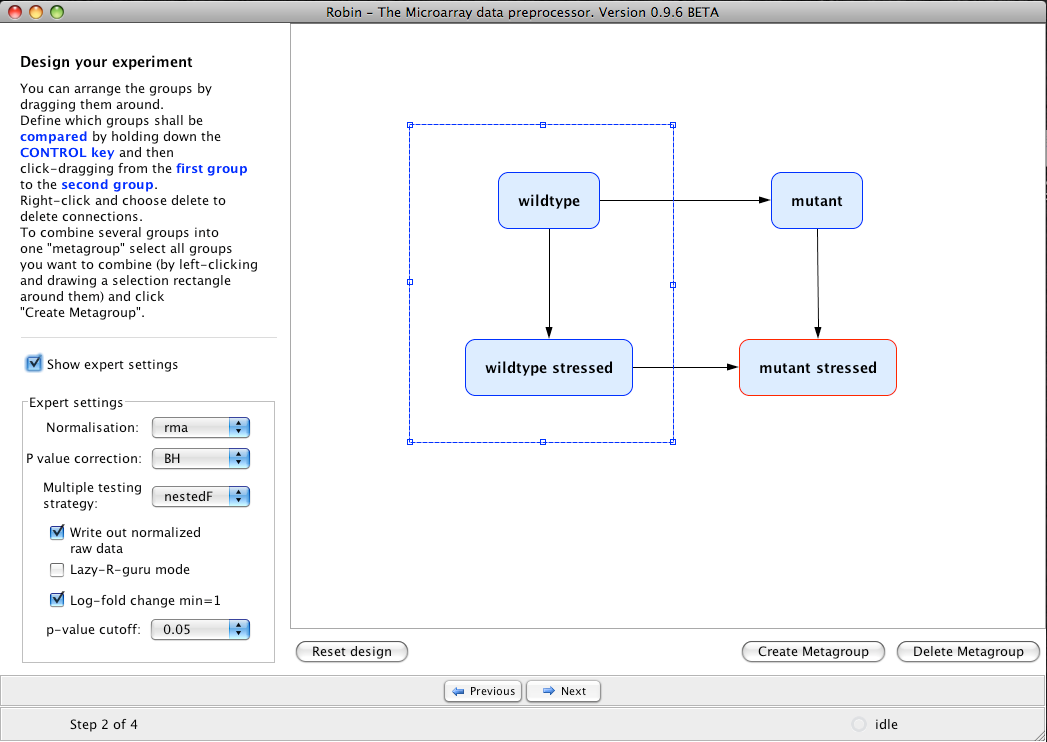 Robin - The Microarray data preprocessor. Version 0.9.6 BETA
Design your experiment
You can arrange the groups by
dragging them around.
Define which groups shall be
compared by holding down the
CONTROL key and then
click-dragging from the first group
to the second group.
Right-click and choose delete to
delete connections.
To combine several groups into
one "metagroup" select all groups
you want to combine (by left-clicking
and drawing a selection rectangle
around them) and click
"Create Metagroup".
Show expert settings
Expert settings
Normalisation: rma
P value correction: BH
Multiple testing
strategy: nestedF
Write out normalized
raw data
Lazy-R-guru mode
Log-fold change min=1
p-value cutoff: 0.05
wildtype
mutant
wildtype stressed
mutant stressed
Reset design
Create Metagroup
Delete Metagroup
Previous
Next
Step 2 of 4
idle